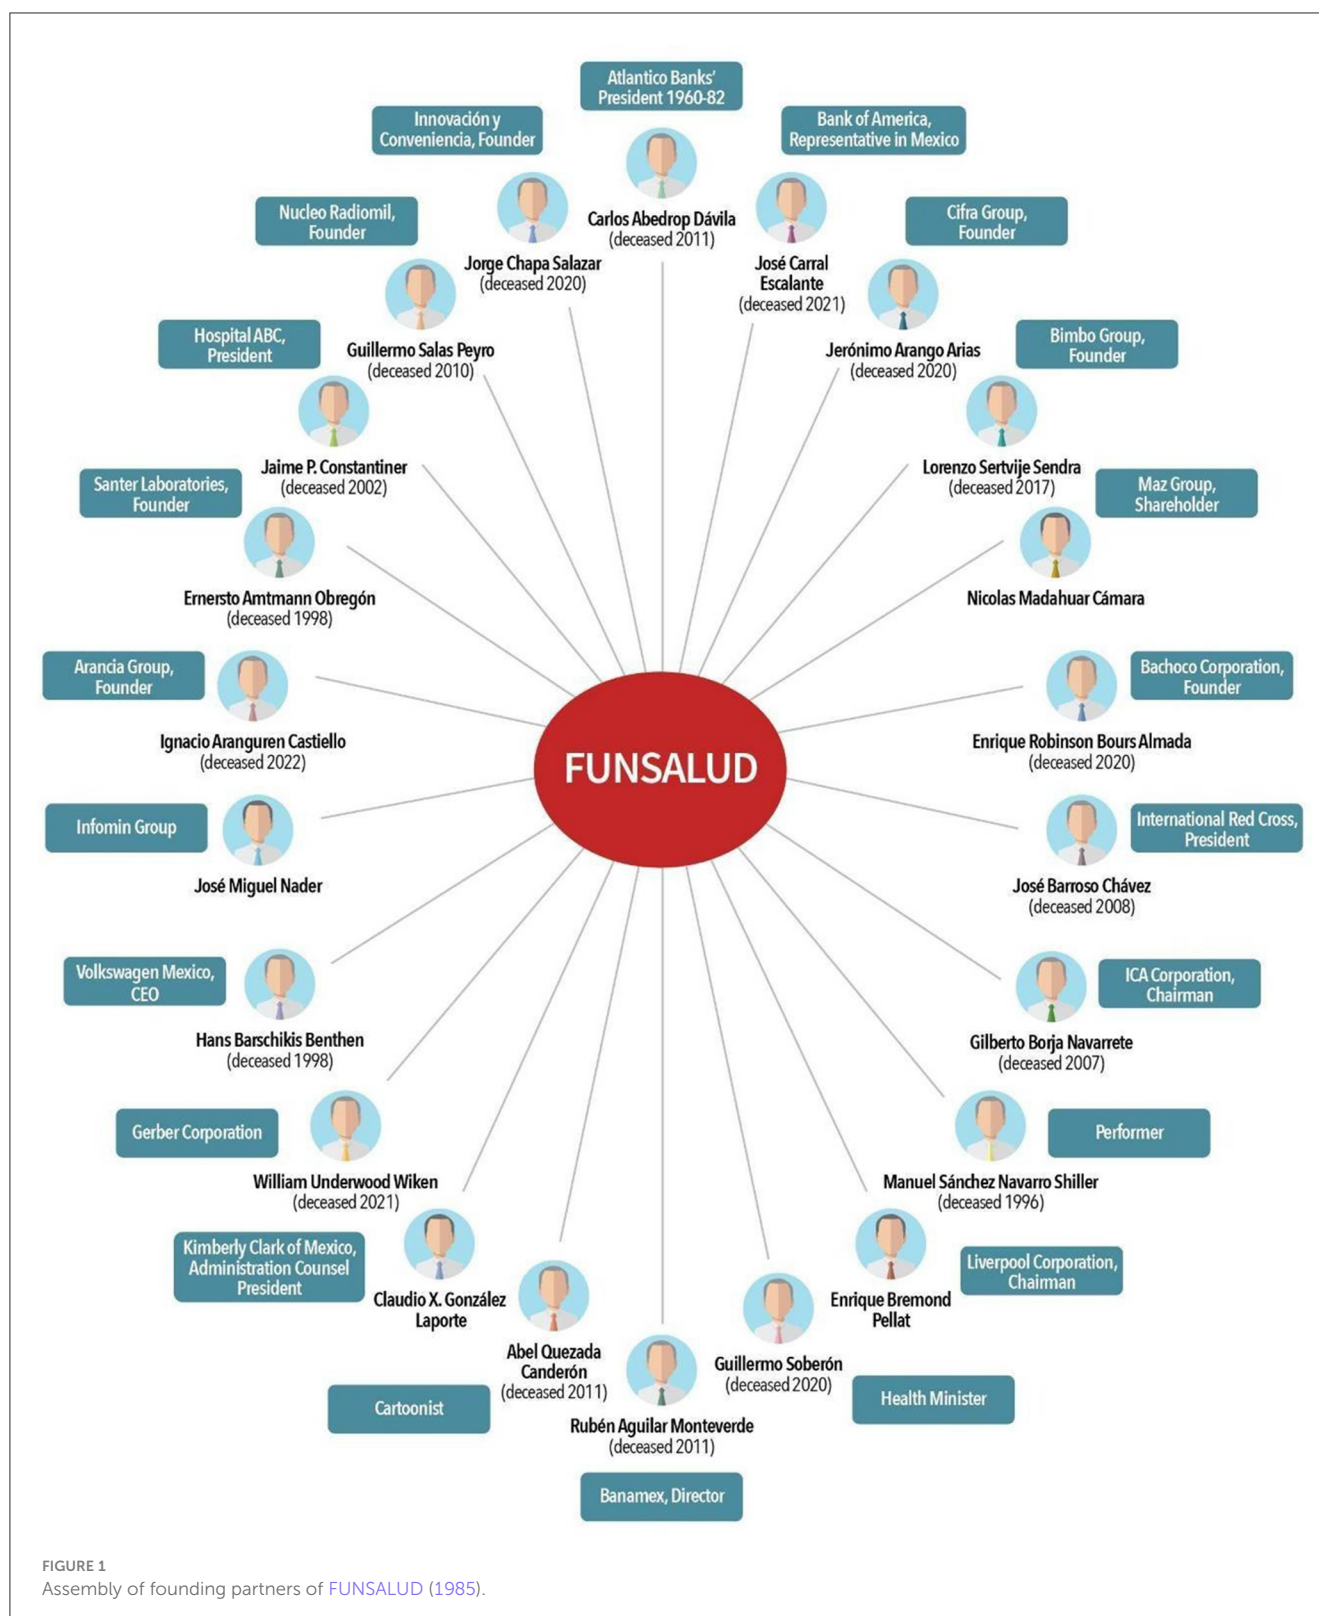 Atlantico Banks'
President 1960-82
Carlos Abedrop Dávila
(deceased 2011)
Bank of America,
Representative in Mexico
José Carral
Escalante
(deceased 2021)
Cifra Group,
Founder
Jerónimo Arango Arias
(deceased 2020)
Bimbo Group,
Founder
Lorenzo Sertvije Sendra
(deceased 2017)
Maz Group,
Shareholder
Nicolas Madahuar Cámara
Bachoco Corporation,
Founder
Enrique Robinson Bours Almada
(deceased 2020)
International Red Cross,
President
José Barroso Chávez
(deceased 2008)
ICA Corporation,
Chairman
Gilberto Borja Navarrete
(deceased 2007)
Performer
Manuel Sánchez Navarro Shiller
(deceased 1996)
Liverpool Corporation,
Chairman
Enrique Bremond
Pellat
Guillermo Soberón
(deceased 2020)
Health Minister
Rubén Aguilar Monteverde
(deceased 2011)
Banamex, Director
Abel Quezada
Canderón
(deceased 2011)
Cartoonist
Kimberly Clark of Mexico,
Administration Counsel
President
Claudio X. González
Laporte
Gerber Corporation
William Underwood Wiken
(deceased 2021)
Volkswagen Mexico,
CEO
Hans Barschikis Benthen
(deceased 1998)
Infomin Group
José Miguel Nader
Arancia Group,
Founder
Ignacio Aranguren Castiello
(deceased 2022)
Santer Laboratories,
Founder
Ernersto Amtmann Obregón
(deceased 1998)
Hospital ABC,
President
Jaime P. Constantiner
(deceased 2002)
Nucleo Radiomil,
Founder
Guillermo Salas Peyro
(deceased 2010)
Innovación y
Conveniencia, Founder
Jorge Chapa Salazar
(deceased 2020)
FUNSALUD
FIGURE 1
Assembly of founding partners of FUNSALUD (1985).